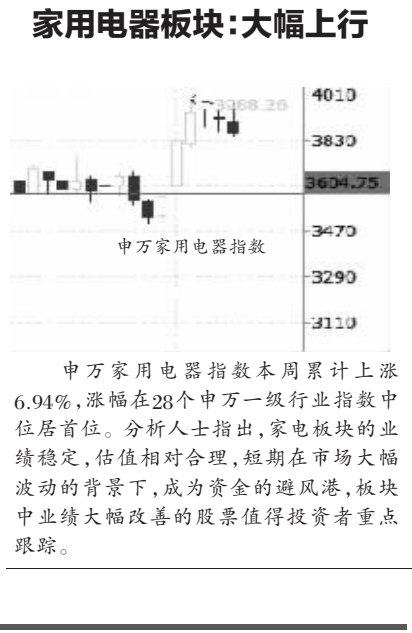 家用电器板块:大幅上行
4010
3968.26
3830
3604.75
3470
申万家用电器指数
3290
3110
申万家用电器指数本周累计上涨
6.94%,涨幅在28个申万一级行业指数中
位居首位。分析人士指出,家电板块的业
绩稳定,估值相对合理,短期在市场大幅
波动的背景下,成为资金的避风港,板块
中业绩大幅改善的股票值得投资者重点
跟踪。